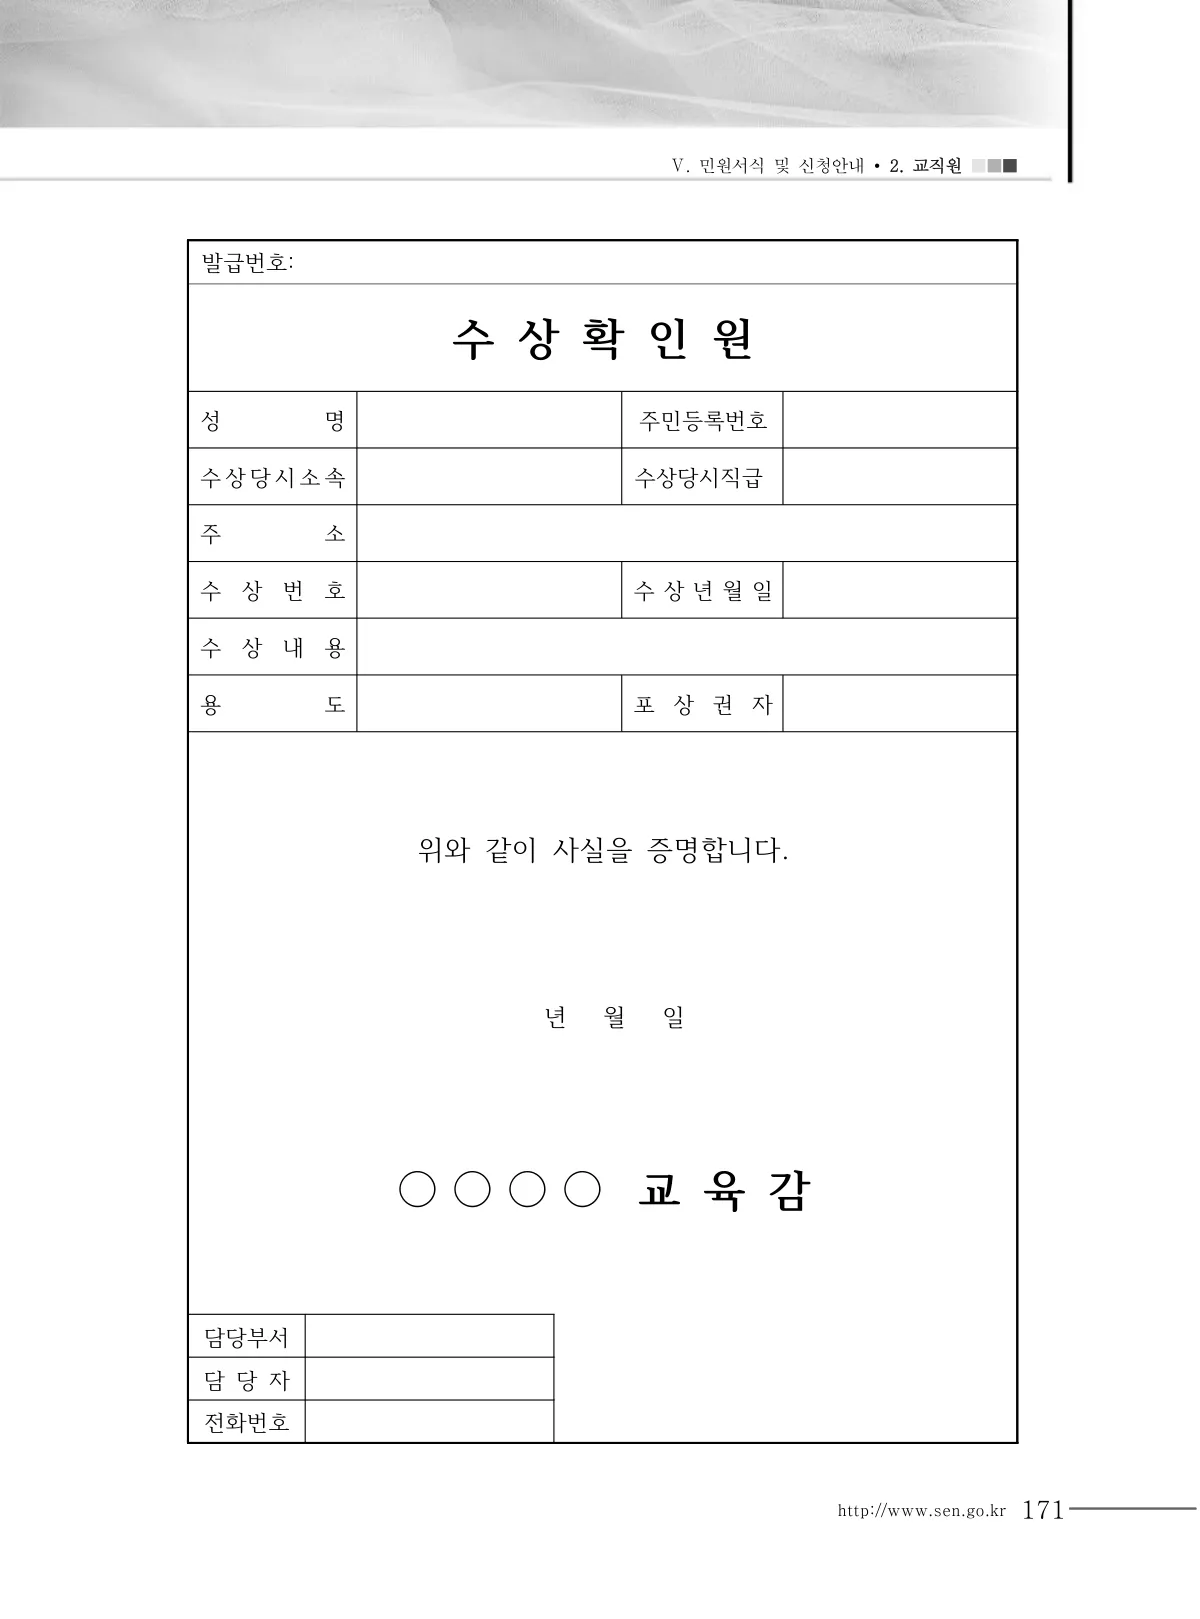 Ⅴ. 민원서식 및 신청안내 • 2. 교직원
발급번호:
수 상 확 인 원
성 명 주민등록번호
수상당시소속 수상당시직급
주 소
수 상 번 호 수 상 년 월 일
수 상 내 용
용 도 포 상 권 자
위와 같이 사실을 증명합니다.
년 월 일
○ ○ ○ ○ 교 육 감
담당부서
담 당 자
전화번호
http://www.sen.go.kr 171